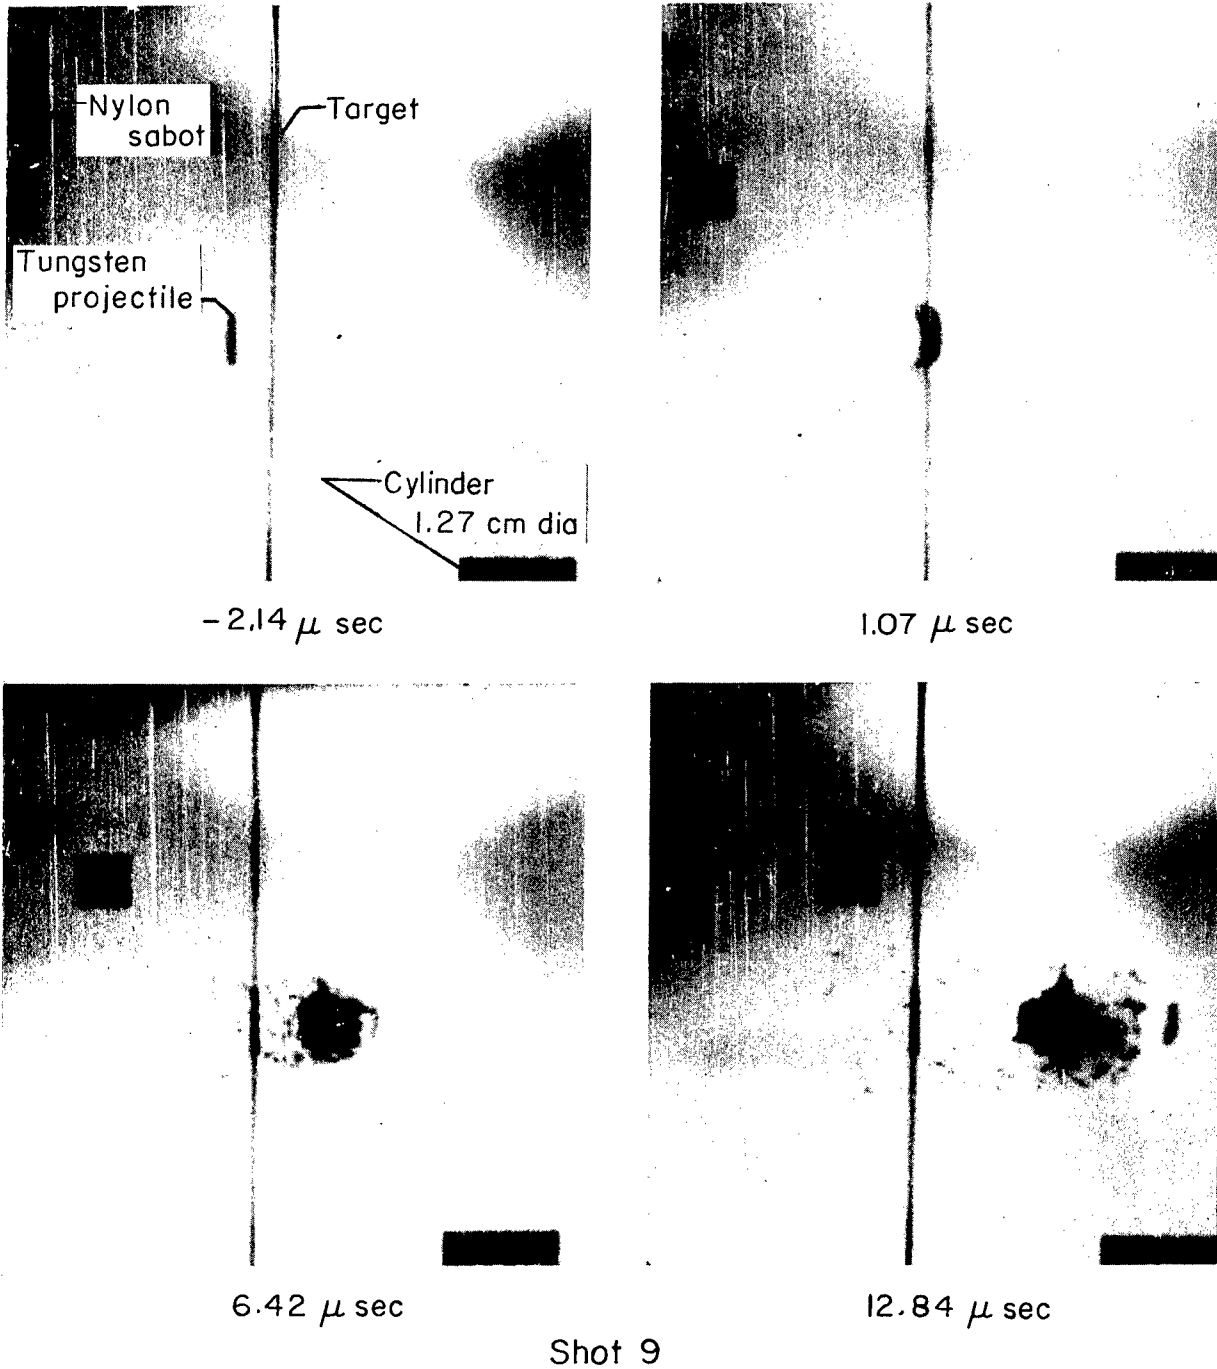 Nylon
sabot
Target
Tungsten
projectile
Cylinder
1.27 cm dia
-2.14 μ sec
1.07 μ sec
6.42 μ sec
12.84 μ sec
Shot 9